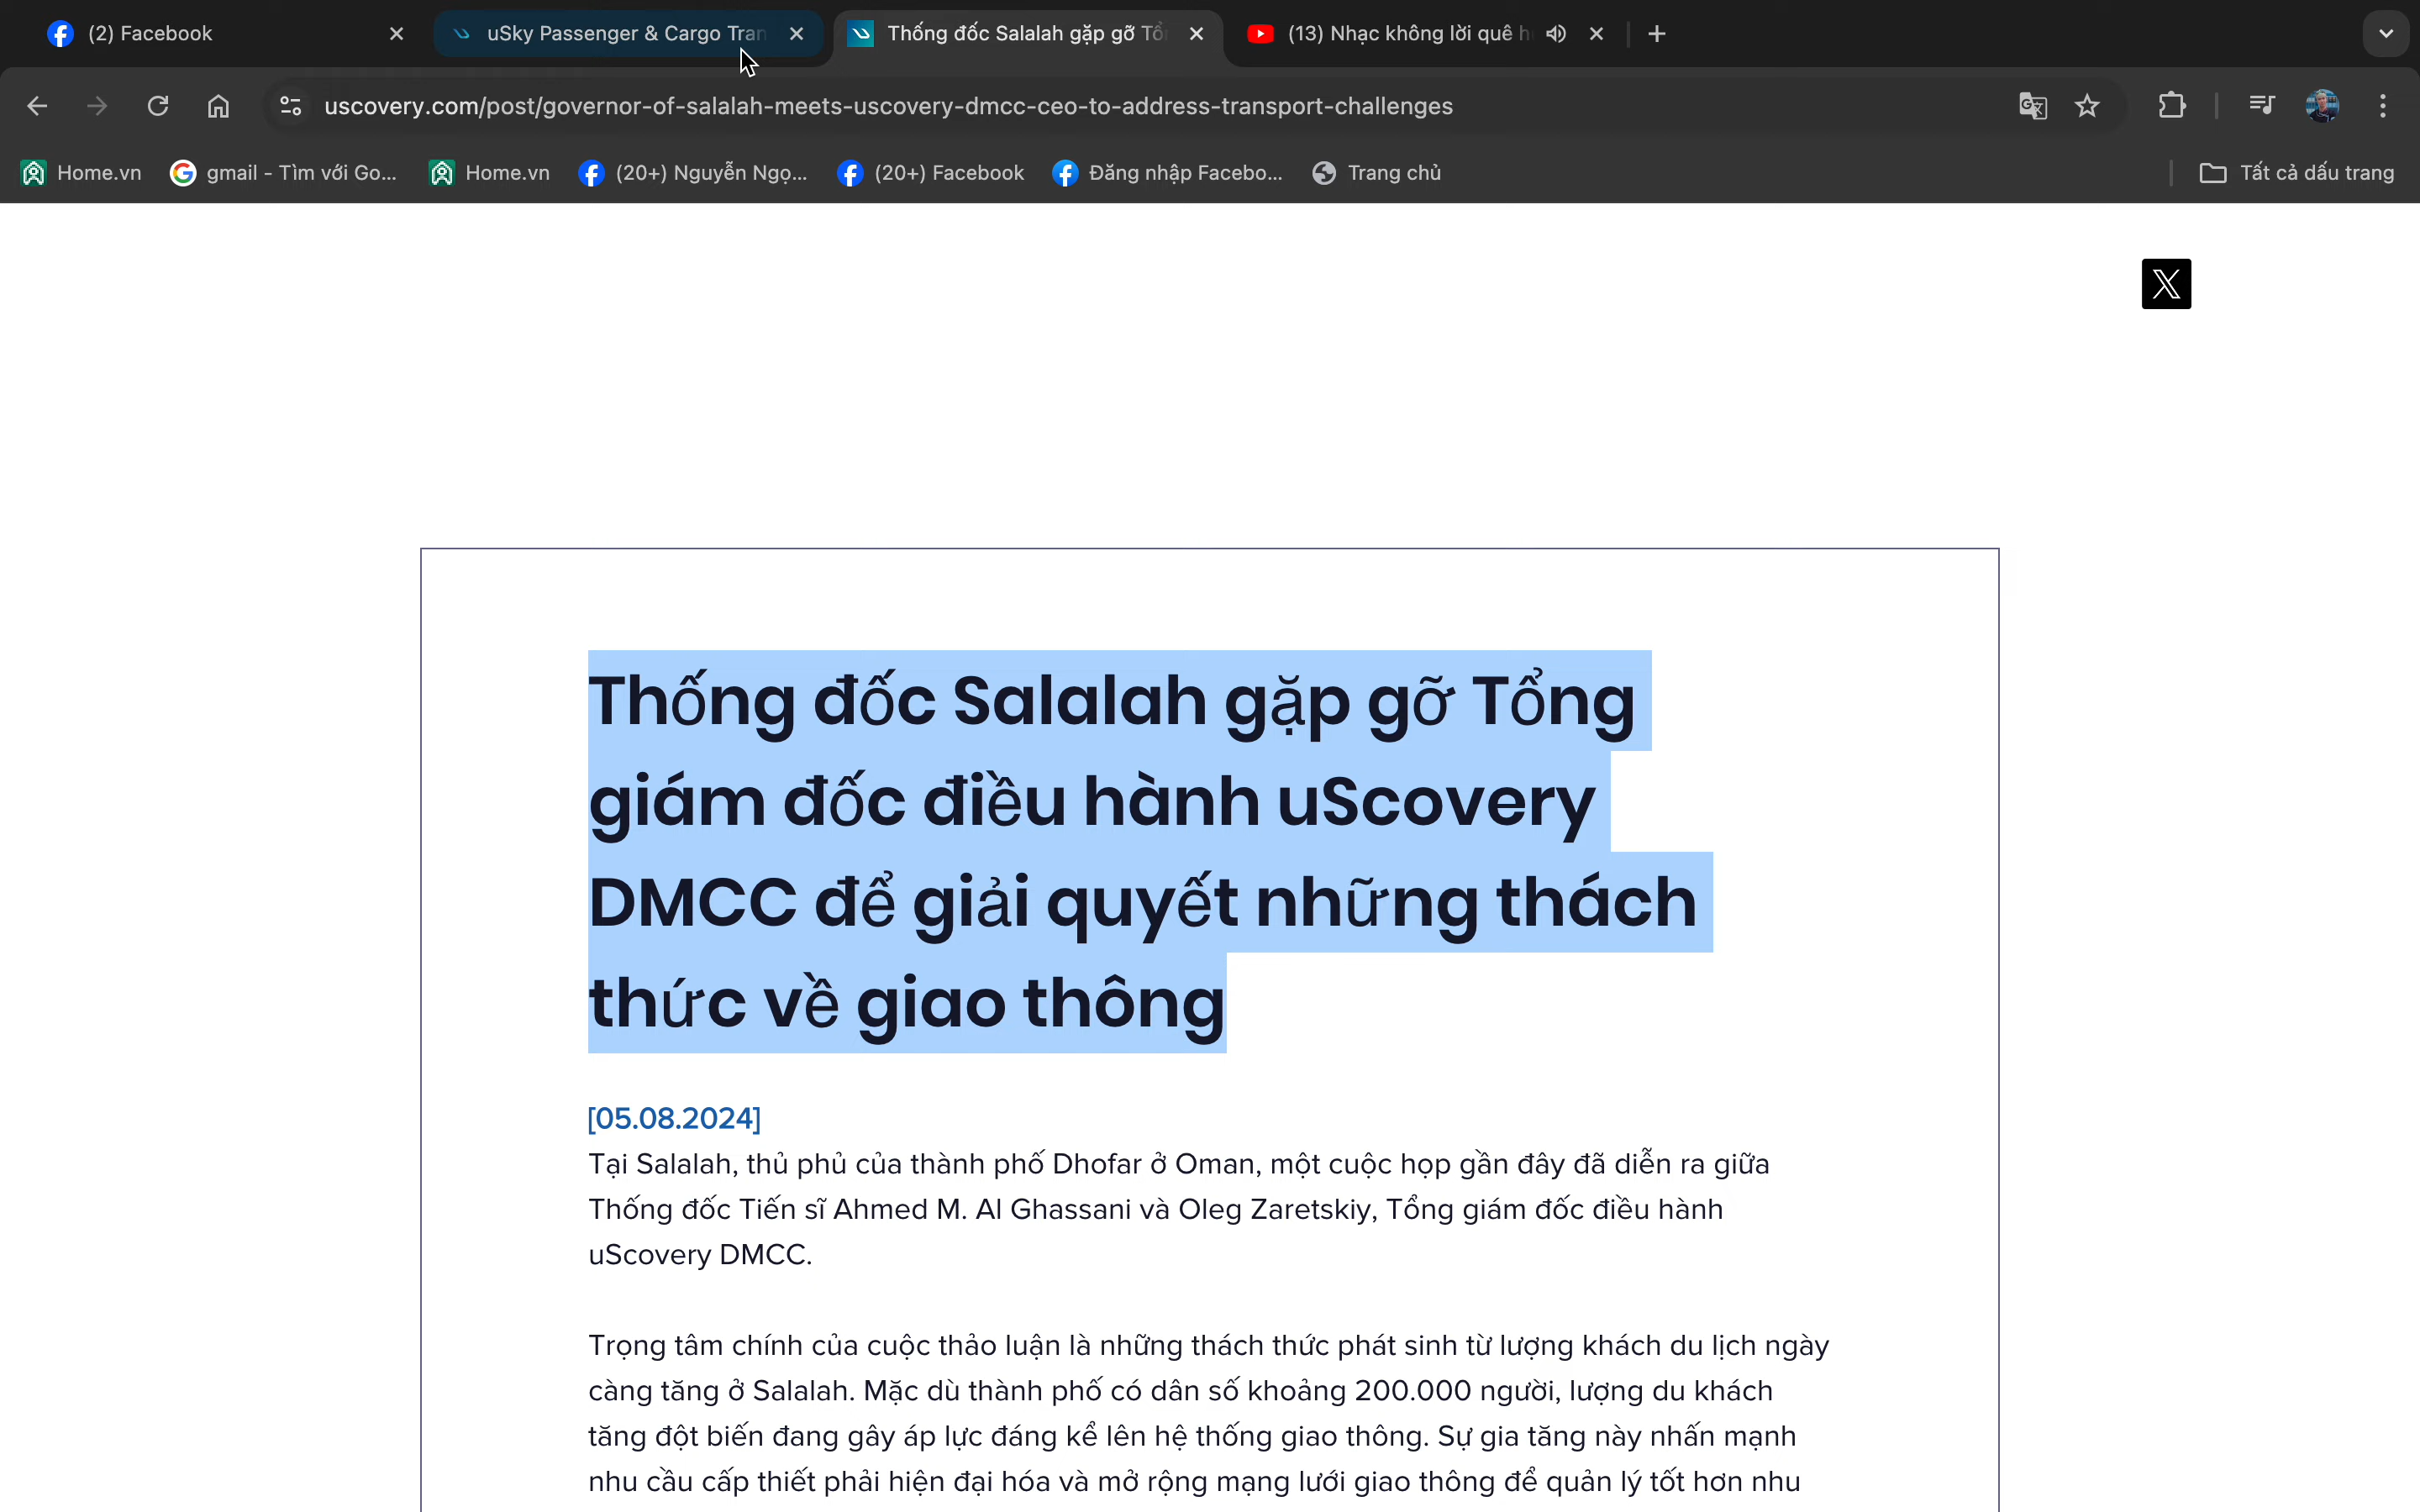 (2) Facebook
uSky Passenger & Cargo Tran
Thống đốc Salalah gặp gỡ Tổ
(13) Nhạc không lời quê h
uscovery.com/post/governor-of-salalah-meets-uscovery-dmcc-ceo-to-address-transport-challenges
Home.vn
gmail - Tìm với Go...
Home.vn
(20+) Nguyễn Ngọ...
(20+) Facebook
Đăng nhập Facebo...
Trang chủ
Tất cả dấu trang
Thống đốc Salalah gặp gỡ Tổng
giám đốc điều hành uScovery
DMCC để giải quyết những thách
thức về giao thông
[05.08.2024]
Tại Salalah, thủ phủ của thành phố Dhofar ở Oman, một cuộc họp gần đây đã diễn ra giữa
Thống đốc Tiến sĩ Ahmed M. Al Ghassani và Oleg Zaretskiy, Tổng giám đốc điều hành
uScovery DMCC.
Trọng tâm chính của cuộc thảo luận là những thách thức phát sinh từ lượng khách du lịch ngày
càng tăng ở Salalah. Mặc dù thành phố có dân số khoảng 200.000 người, lượng du khách
tăng đột biến đang gây áp lực đáng kể lên hệ thống giao thông. Sự gia tăng này nhấn mạnh
nhu cầu cấp thiết phải hiện đại hóa và mở rộng mạng lưới giao thông để quản lý tốt hơn nhu